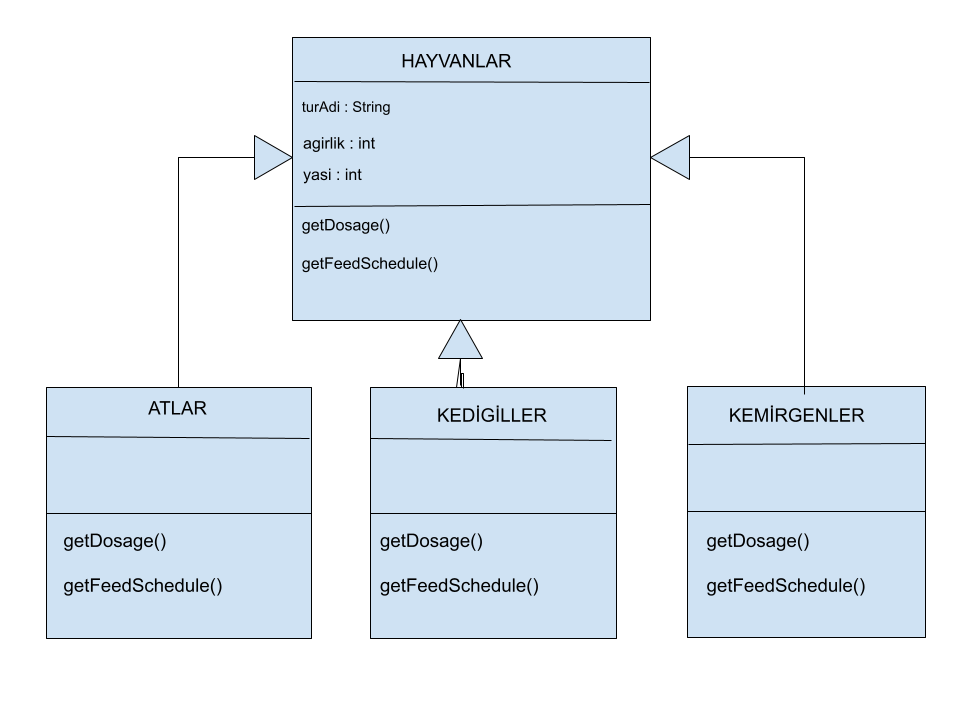 HAYVANLAR
turAdi : String
agirlik : int
yasi : int
getDosage()
getFeedSchedule()
ATLAR
getDosage()
getFeedSchedule()
KEDİGİLLER
getDosage()
getFeedSchedule()
KEMİRGENLER
getDosage()
getFeedSchedule()